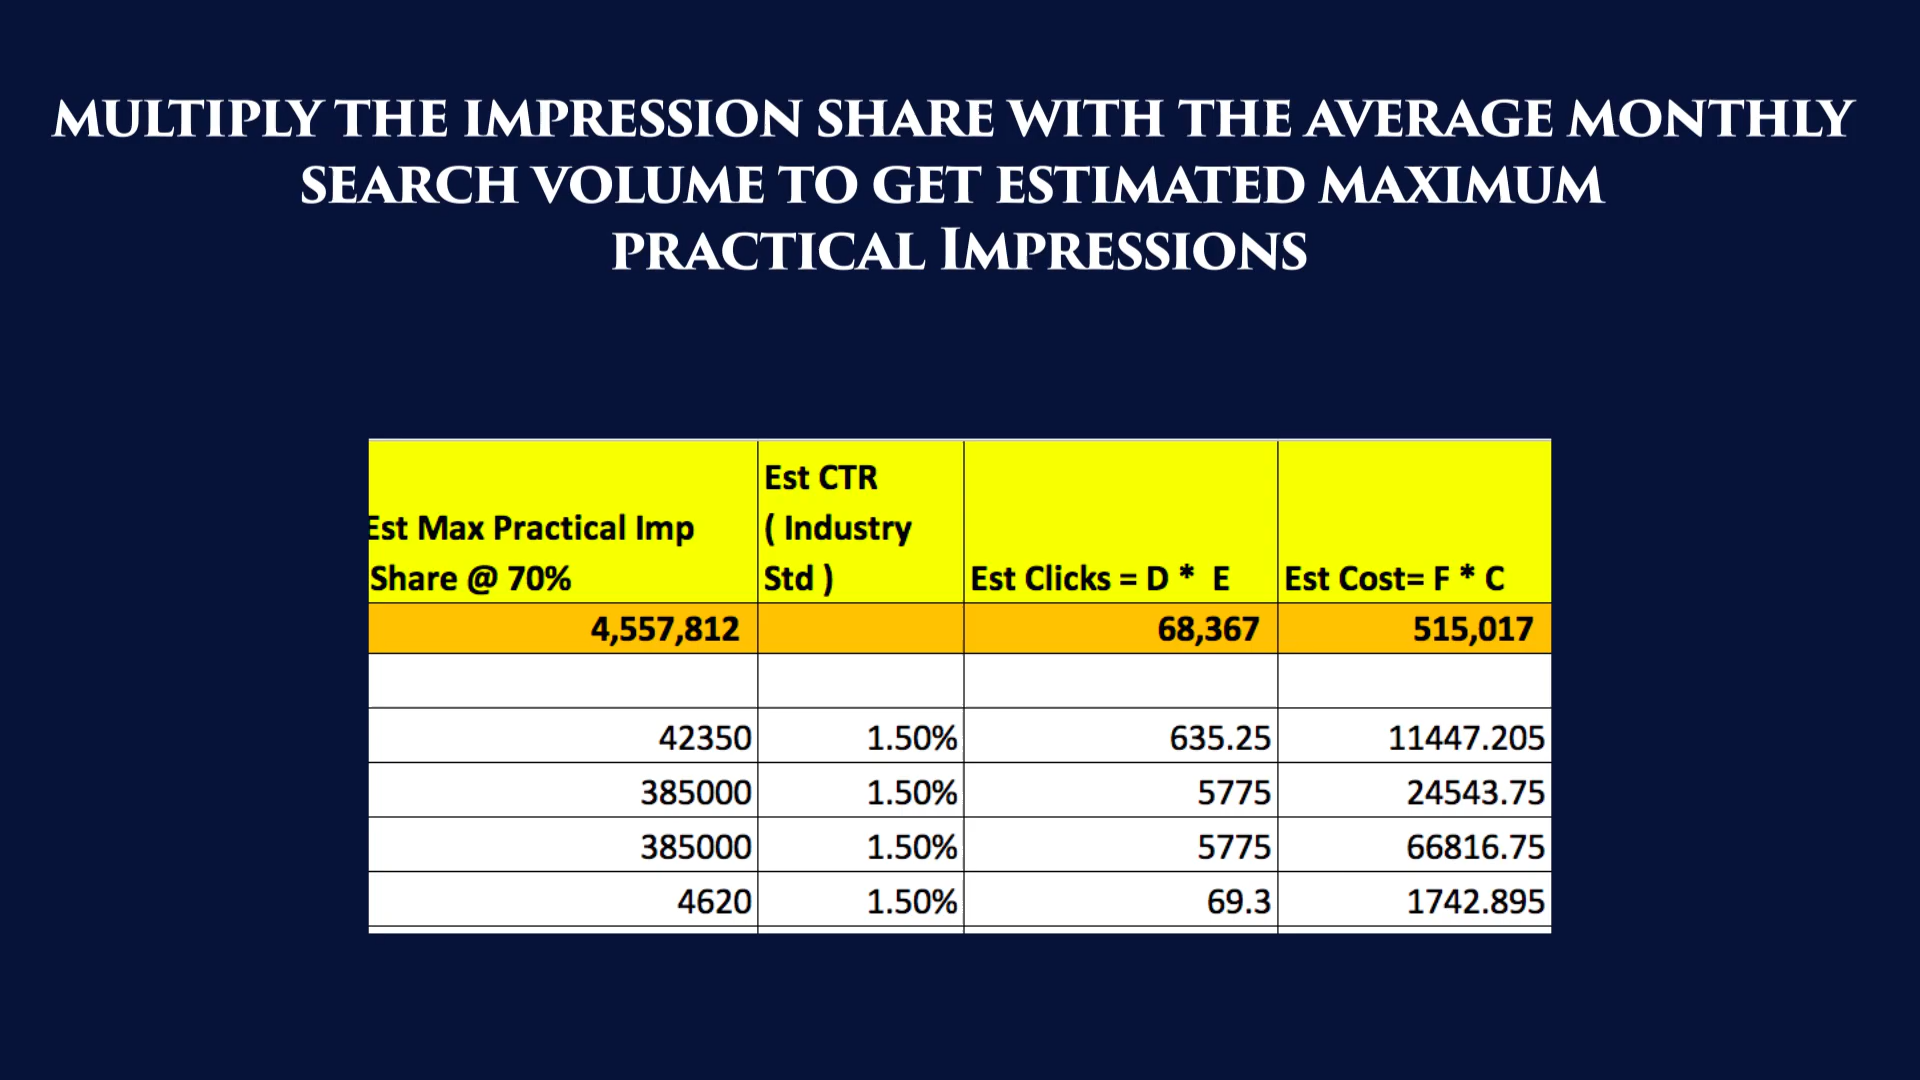 MULTIPLY THE IMPRESSION SHARE WITH THE AVERAGE MONTHLY
SEARCH VOLUME TO GET ESTIMATED MAXIMUM
PRACTICAL IMPRESSIONS
Est Max Practical Imp Share @ 70%
Est CTR ( Industry Std )
Est Clicks = D * E
Est Cost= F * C
4,557,812 68,367 515,017
42350 1.50% 635.25 11447.205
385000 1.50% 5775 24543.75
385000 1.50% 5775 66816.75
4620 1.50% 69.3 1742.895